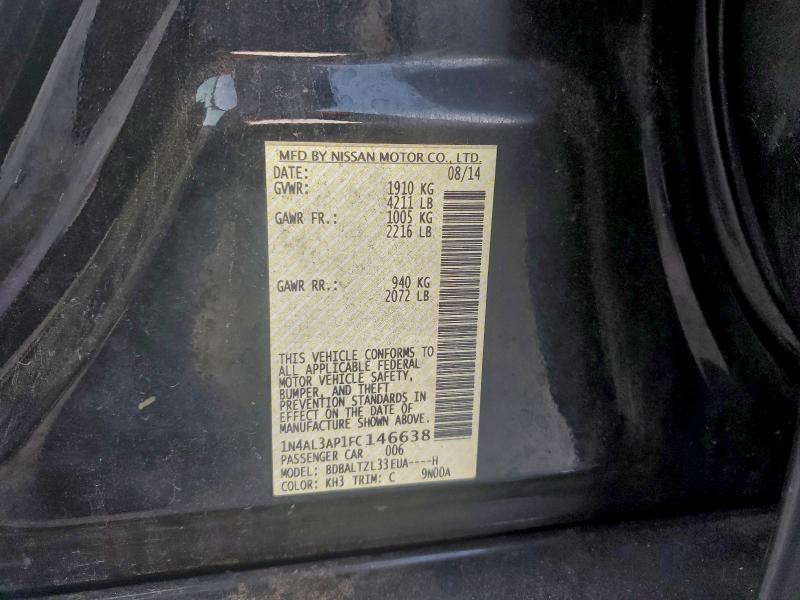 MFD BY NISSAN MOTOR CO., LTD.
DATE: 08/14
GVWR: 1910 KG
4211 LB
GAWR FR.: 1005 KG
2216 LB
GAWR RR.: 940 KG
2072 LB
THIS VEHICLE CONFORMS TO
ALL APPLICABLE FEDERAL
MOTOR VEHICLE SAFETY,
BUMPER, AND THEFT
PREVENTION STANDARDS IN
EFFECT ON THE DATE OF
MANUFACTURE SHOWN ABOVE.
1N4AL3AP1FC146638
PASSENGER CAR 006
MODEL: BDBALTZL33EUA----H
COLOR: KH3 TRIM: C 9N00A